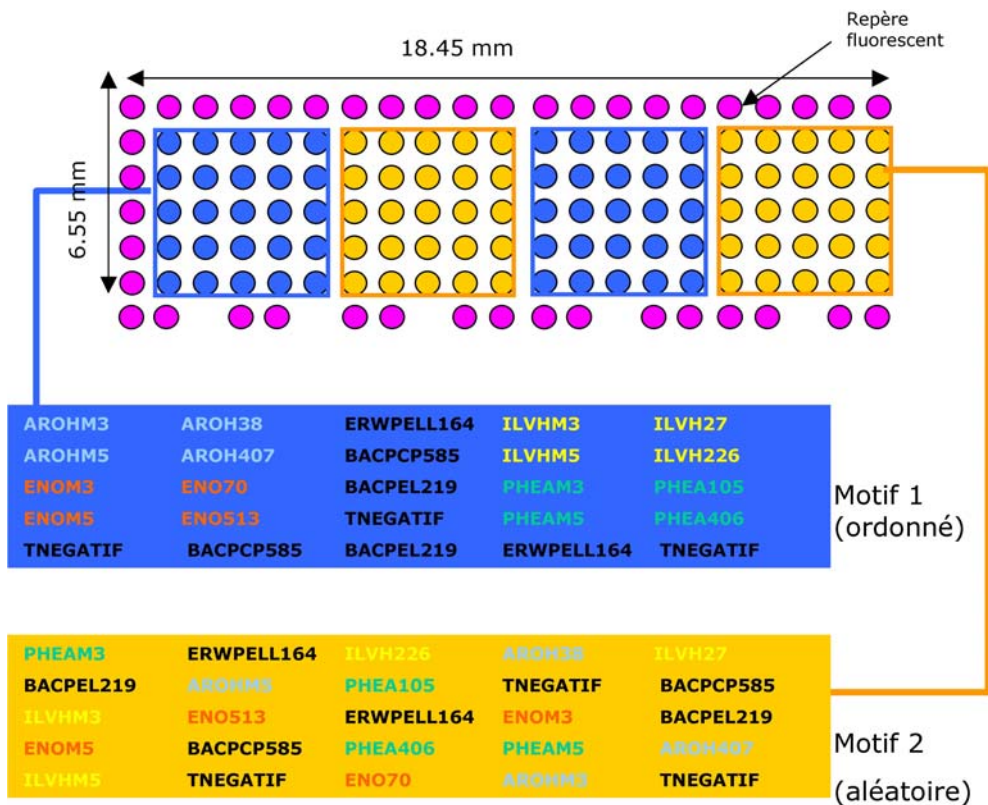 Repère
fluorescent
18.45 mm
6.55 mm
AROHM3 AROH38 ERWPELL164 ILVHM3 ILVH27
AROHM5 AROH407 BACPCP585 ILVHM5 ILVH226
ENOM3 ENO70 BACPEL219 PHEAM3 PHEA105
ENOM5 ENO513 TNEGATIF PHEAM5 PHEA406
TNEGATIF BACPCP585 BACPEL219 ERWPELL164 TNEGATIF
Motif 1
(ordonné)
PHEAM3 ERWPELL164 ILVH226 AROH38 ILVH27
BACPEL219 AROHM5 PHEA105 TNEGATIF BACPCP585
ILVHM3 ENO513 ERWPELL164 ENOM3 BACPEL219
ENOM5 BACPCP585 PHEA406 PHEAM5 AROH407
ILVHM5 TNEGATIF ENO70 AROHM3 TNEGATIF
Motif 2
(aléatoire)